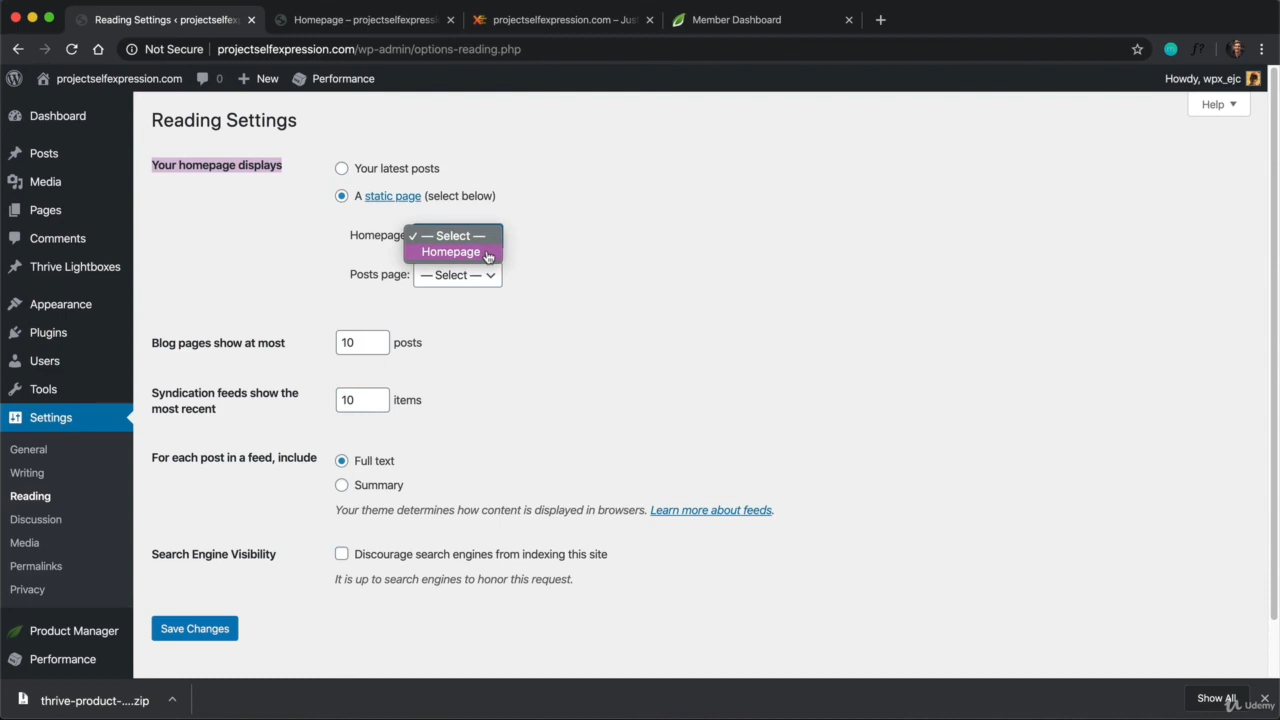 Reading Settings ‹ projectselfex
Homepage – projectselfexpressi
projectselfexpression.com – Jus
Member Dashboard
Not Secure
projectselfexpression.com/wp-admin/options-reading.php
projectselfexpression.com
0
New
Performance
Howdy, wpx_ejc
Help
Dashboard
Posts
Media
Pages
Comments
Thrive Lightboxes
Appearance
Plugins
Users
Tools
Settings
General
Writing
Reading
Discussion
Media
Permalinks
Privacy
Product Manager
Performance
Reading Settings
Your homepage displays
Your latest posts
A static page (select below)
Homepage
✓ — Select —
Homepage
Posts page: — Select —
Blog pages show at most
10 posts
Syndication feeds show the
most recent
10 items
For each post in a feed, include
Full text
Summary
Your theme determines how content is displayed in browsers. Learn more about feeds.
Search Engine Visibility
Discourage search engines from indexing this site
It is up to search engines to honor this request.
Save Changes
thrive-product-....zip
Show All
Udemy